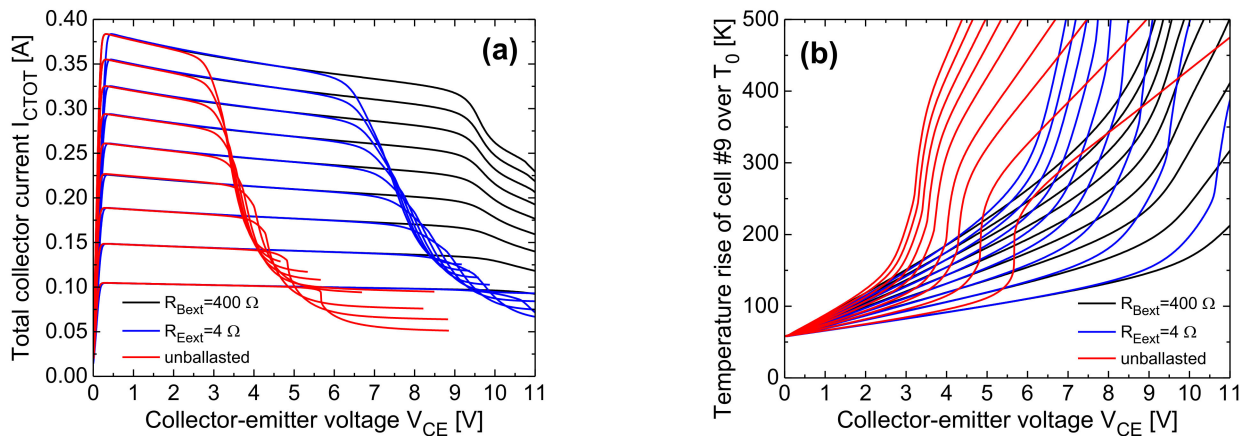 (a)
Total collector current I_CTOT [A]
0.40
0.35
0.30
0.25
0.20
0.15
0.10
0.05
0.00
R_Bext=400 Ω
R_Eext=4 Ω
unballasted
0 1 2 3 4 5 6 7 8 9 10 11
Collector-emitter voltage V_CE [V]
(b)
Temperature rise of cell #9 over T_0 [K]
500
400
300
200
100
0
R_Bext=400 Ω
R_Eext=4 Ω
unballasted
0 1 2 3 4 5 6 7 8 9 10 11
Collector-emitter voltage V_CE [V]